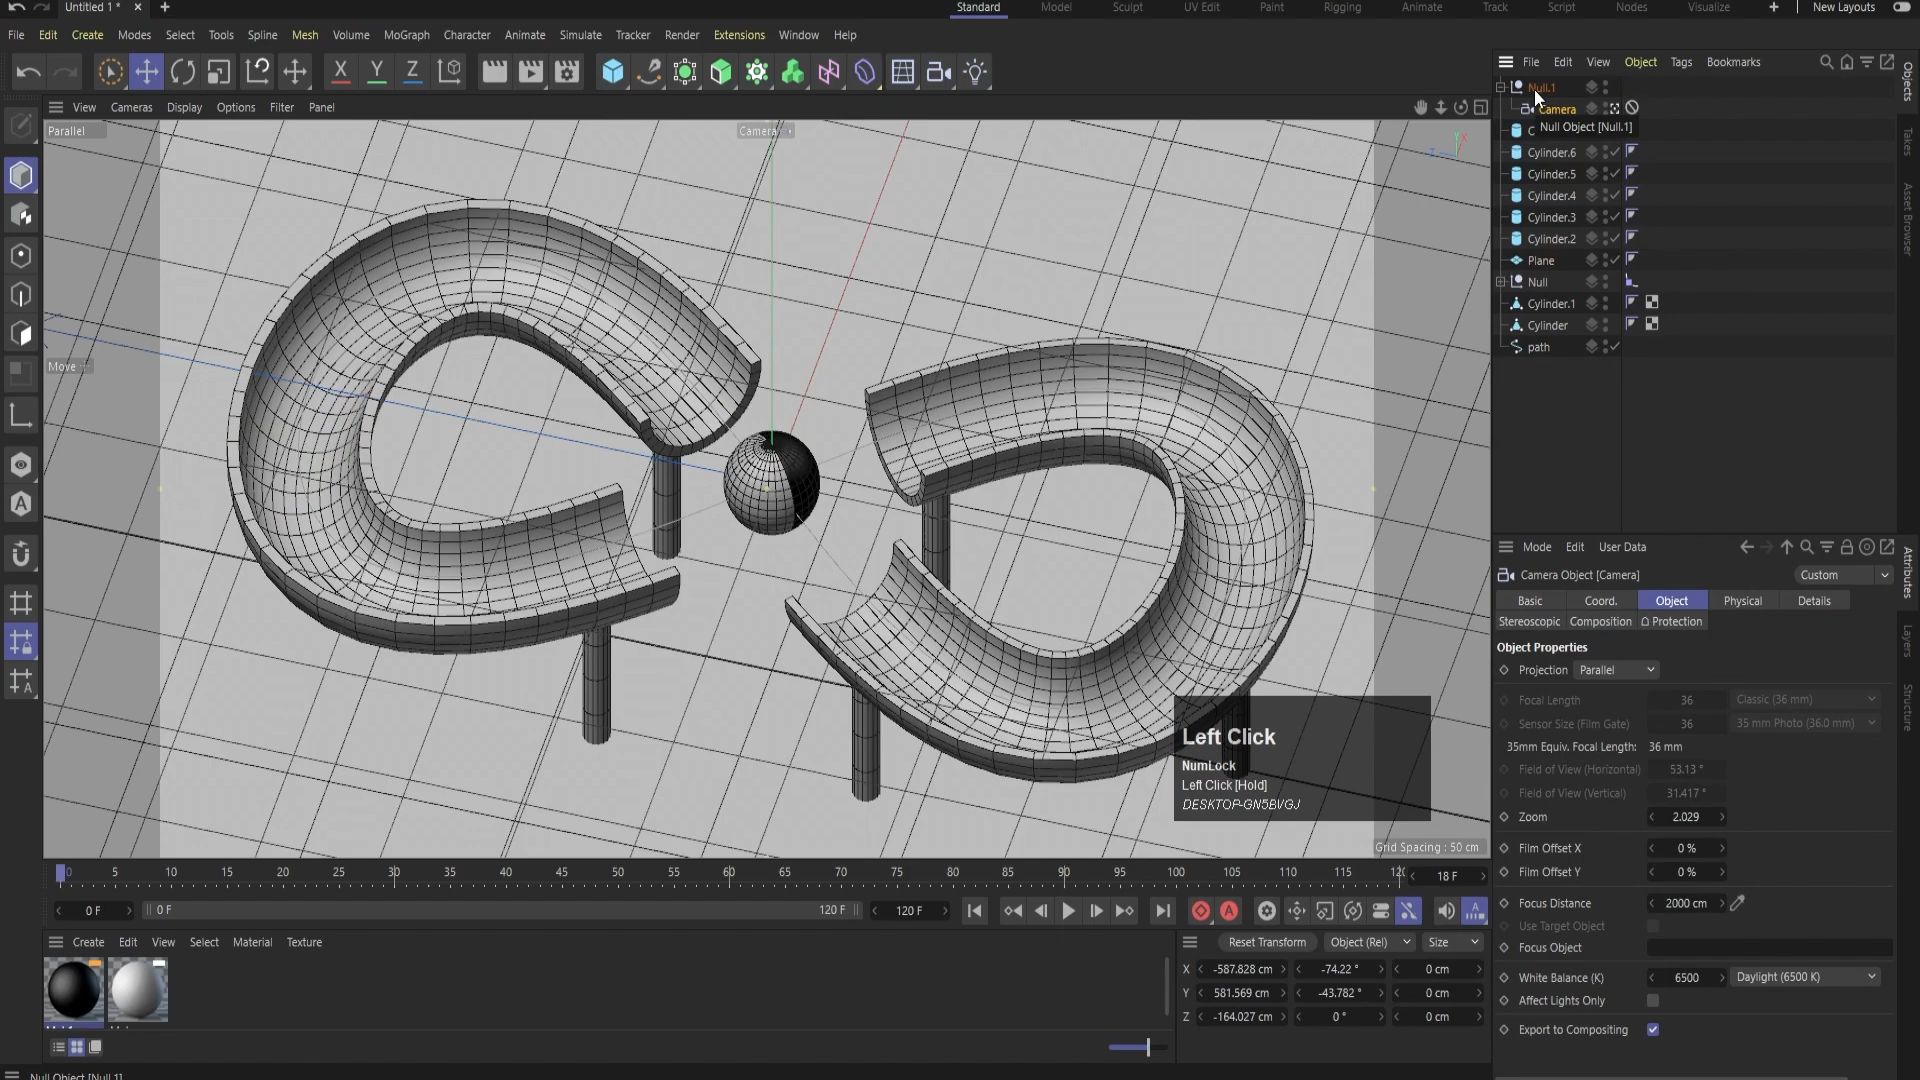 Untitled 1 *
Standard
Model
Sculpt
UV Edit
Paint
Rigging
Animate
Track
Script
Nodes
Visualize
New Layouts
File Edit Create Modes Select Tools Spline Mesh Volume MoGraph Character Animate Simulate Tracker Render Extensions Window Help
X Y Z
View Cameras Display Options Filter Panel
Parallel
Camera
Move
Grid Spacing : 50 cm
Left Click
NumLock
Left Click [Hold]
DESKTOP-GN5BVGJ
File Edit View Object Tags Bookmarks
Null.1
Camera
Null Object [Null.1]
Cylinder.6
Cylinder.5
Cylinder.4
Cylinder.3
Cylinder.2
Plane
Null
Cylinder.1
Cylinder
path
Objects
Takes
Asset Browser
Attributes
Layers
Structure
Mode Edit User Data
Camera Object [Camera]
Custom
Basic Coord. Object Physical Details
Stereoscopic Composition Protection
Object Properties
Projection Parallel
Focal Length 36 Classic (36 mm)
Sensor Size (Film Gate) 36 35 mm Photo (36.0 mm)
35mm Equiv. Focal Length: 36 mm
Field of View (Horizontal) 53.13 °
Field of View (Vertical) 31.417 °
Zoom 2.029
Film Offset X 0 %
Film Offset Y 0 %
Focus Distance 2000 cm
Use Target Object
Focus Object
White Balance (K) 6500 Daylight (6500 K)
Affect Lights Only
Export to Compositing
0 5 10 15 20 25 30 35 40 45 50 55 60 65 70 75 80 85 90 95 100 105 110 115 18 F
0 F 0 F 120 F 120 F
Create Edit View Select Material Texture
Reset Transform Object (Rel) Size
X -587.828 cm -74.22 ° 0 cm
Y 581.569 cm -43.782 ° 0 cm
Z -164.027 cm 0 ° 0 cm
Null Object [Null.1]